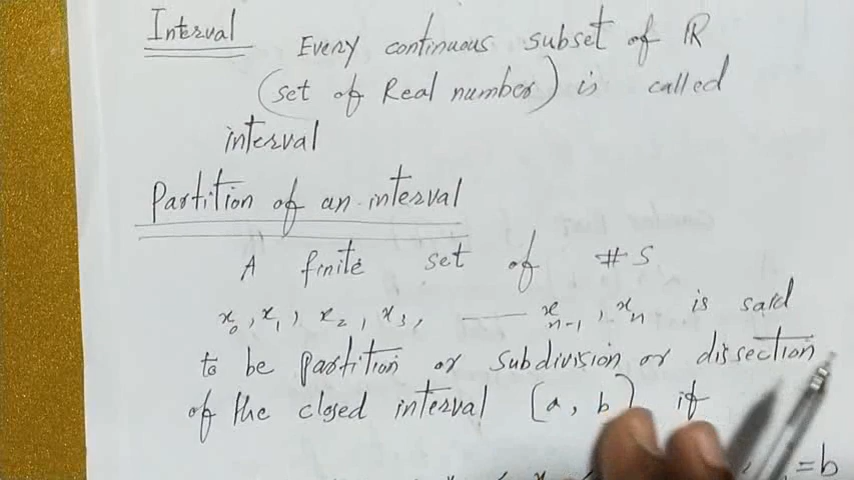 Interval Every continuous subset of R
(set of Real number) is called
interval
Partition of an interval
A finite set of #s
x₀, x₁, x₂, x₃, —— xₙ₋₁, xₙ is said
to be partition or subdivision or dissection
of the closed interval [a, b] if
= b